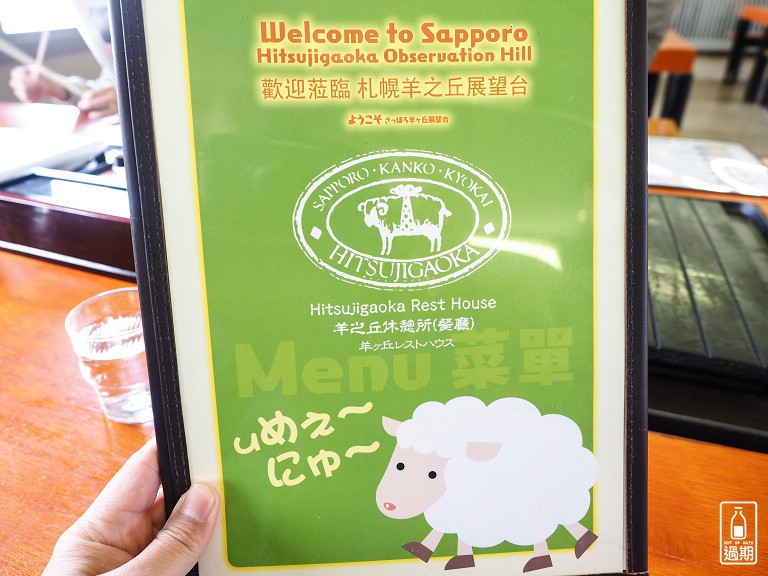 Welcome to Sapporo
Hitsujigaoka Observation Hill
歡迎蒞臨 札幌羊之丘展望台
ようこそ さっぽろ羊ヶ丘展望台
SAPPORO・KANKO・KYOKAI
HITSUJIGAOKA
Hitsujigaoka Rest House
羊之丘休憩所(餐廳)
羊ヶ丘レストハウス
Menu 菜單
めぇ〜
にゅ〜
OUT OF DATE
過期